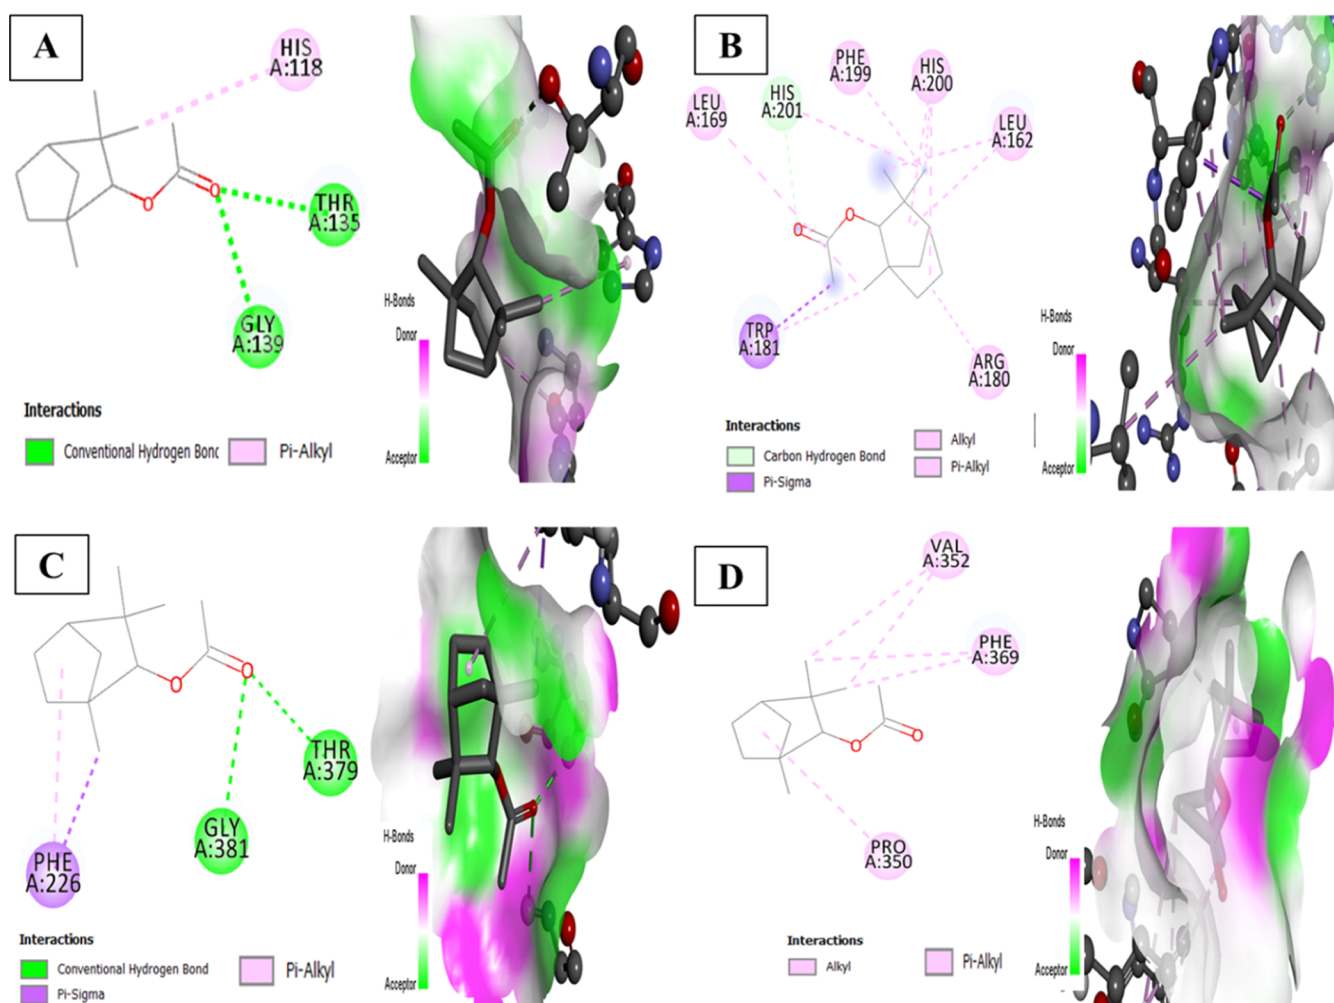 A
HIS
A:118
THR
A:135
GLY
A:139
O
O
Interactions
Conventional Hydrogen Bonc
Pi-Alkyl
H-Bonds
Donor
Acceptor
B
PHE
A:199
HIS
A:200
HIS
A:201
LEU
A:169
LEU
A:162
O
O
TRP
A:181
ARG
A:180
Interactions
Carbon Hydrogen Bond
Pi-Sigma
Alkyl
Pi-Alkyl
H-Bonds
Donor
Acceptor
C
O
O
THR
A:379
GLY
A:381
PHE
A:226
Interactions
Conventional Hydrogen Bond
Pi-Sigma
Pi-Alkyl
H-Bonds
Donor
Acceptor
D
VAL
A:352
PHE
A:369
O
O
PRO
A:350
Interactions
Alkyl
Pi-Alkyl
H-Bonds
Donor
Acceptor